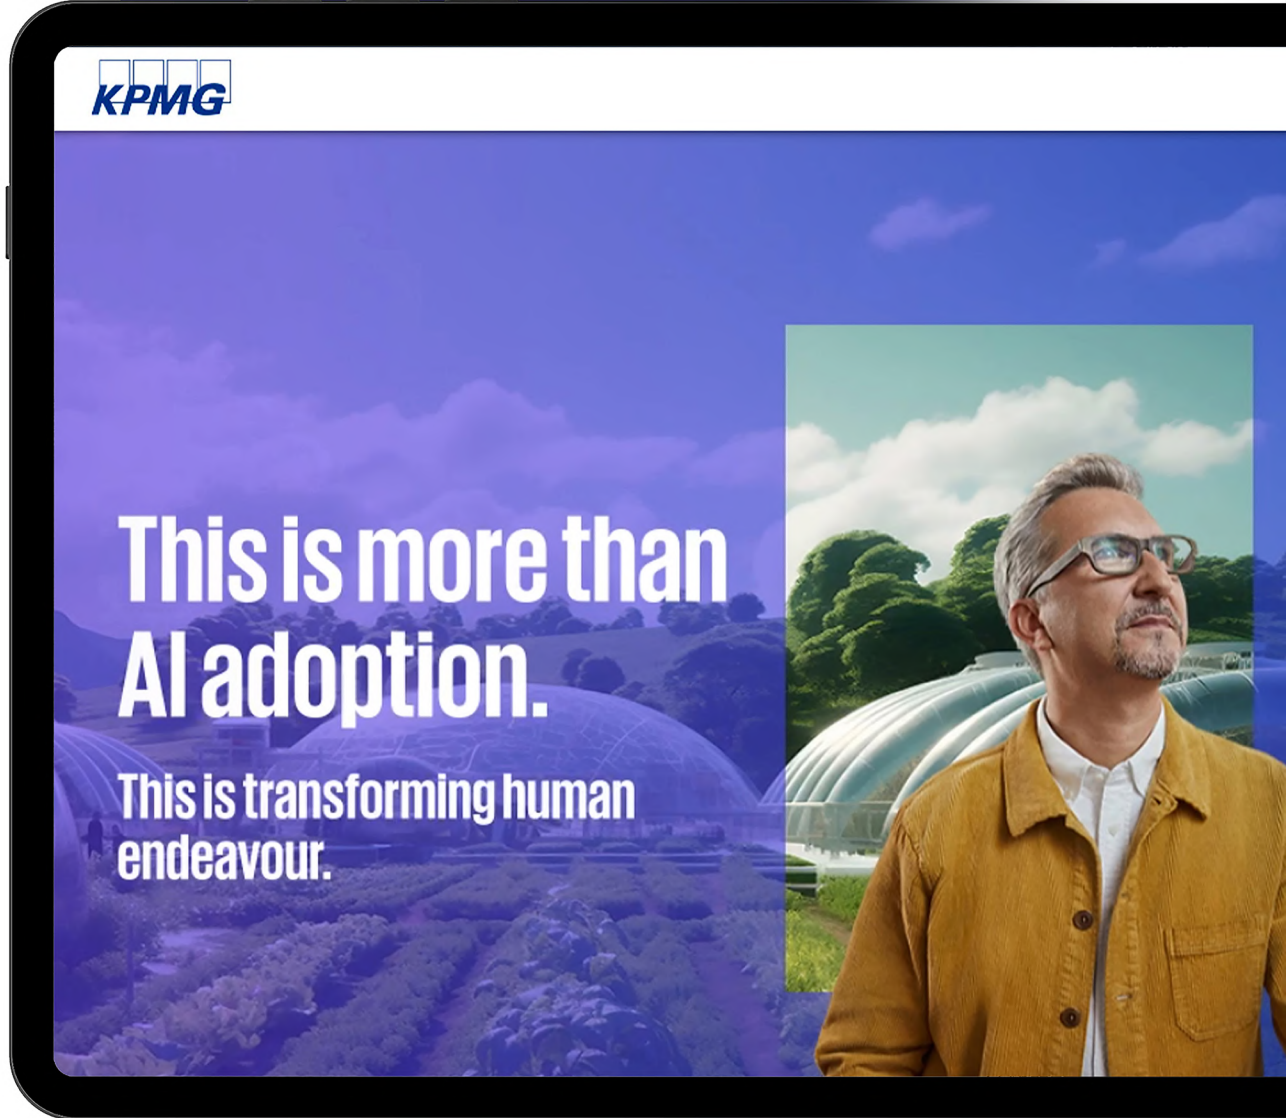 KPMG
This is more than
AI adoption.
This is transforming human
endeavour.